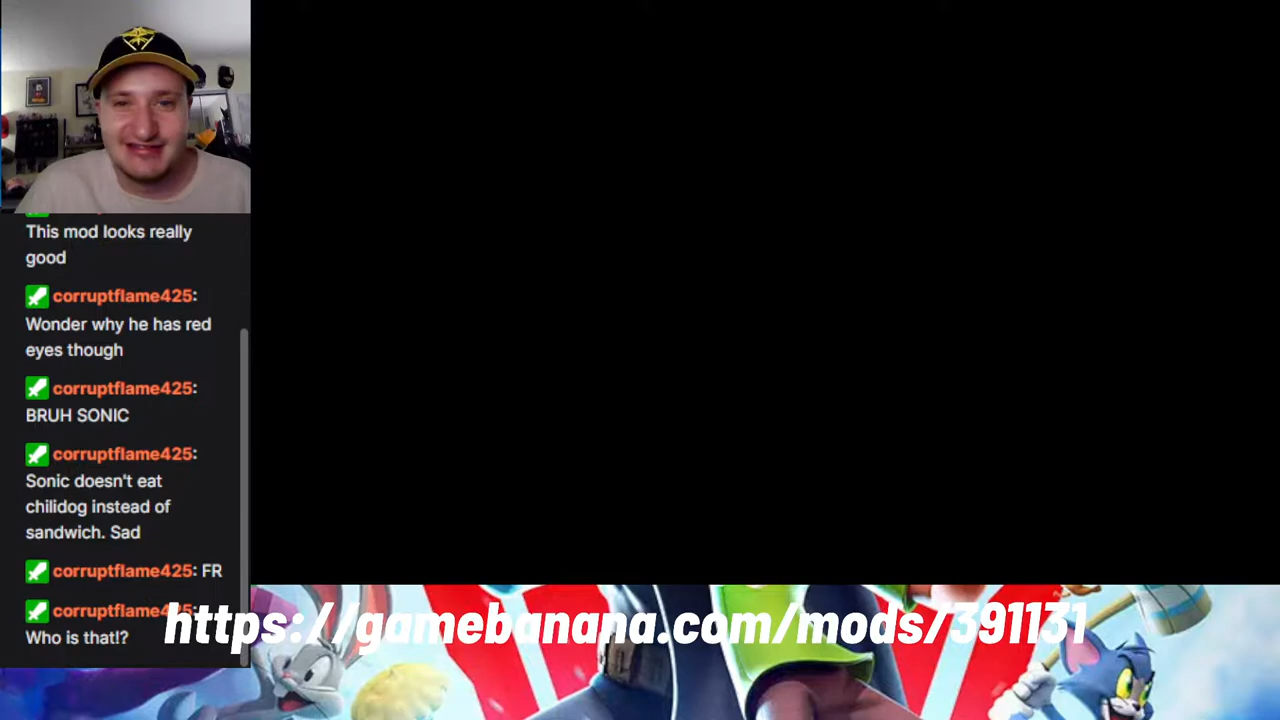 This mod looks really
good
corruptflame425:
Wonder why he has red
eyes though
corruptflame425:
BRUH SONIC
corruptflame425:
Sonic doesn't eat
chilidog instead of
sandwich. Sad
corruptflame425: FR
corruptflame425:
Who is that!?
https://gamebanana.com/mods/391131